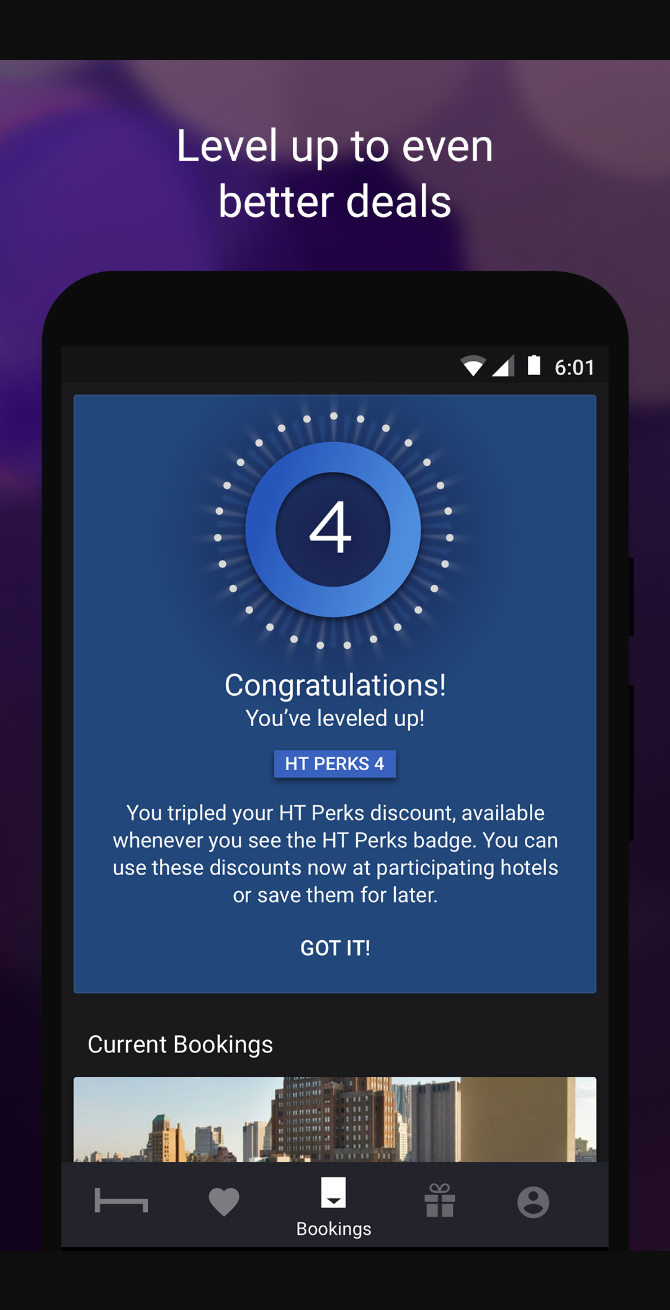 Level up to even
better deals
6:01
4
Congratulations!
You’ve leveled up!
HT PERKS 4
You tripled your HT Perks discount, available
whenever you see the HT Perks badge. You can
use these discounts now at participating hotels
or save them for later.
GOT IT!
Current Bookings
Bookings